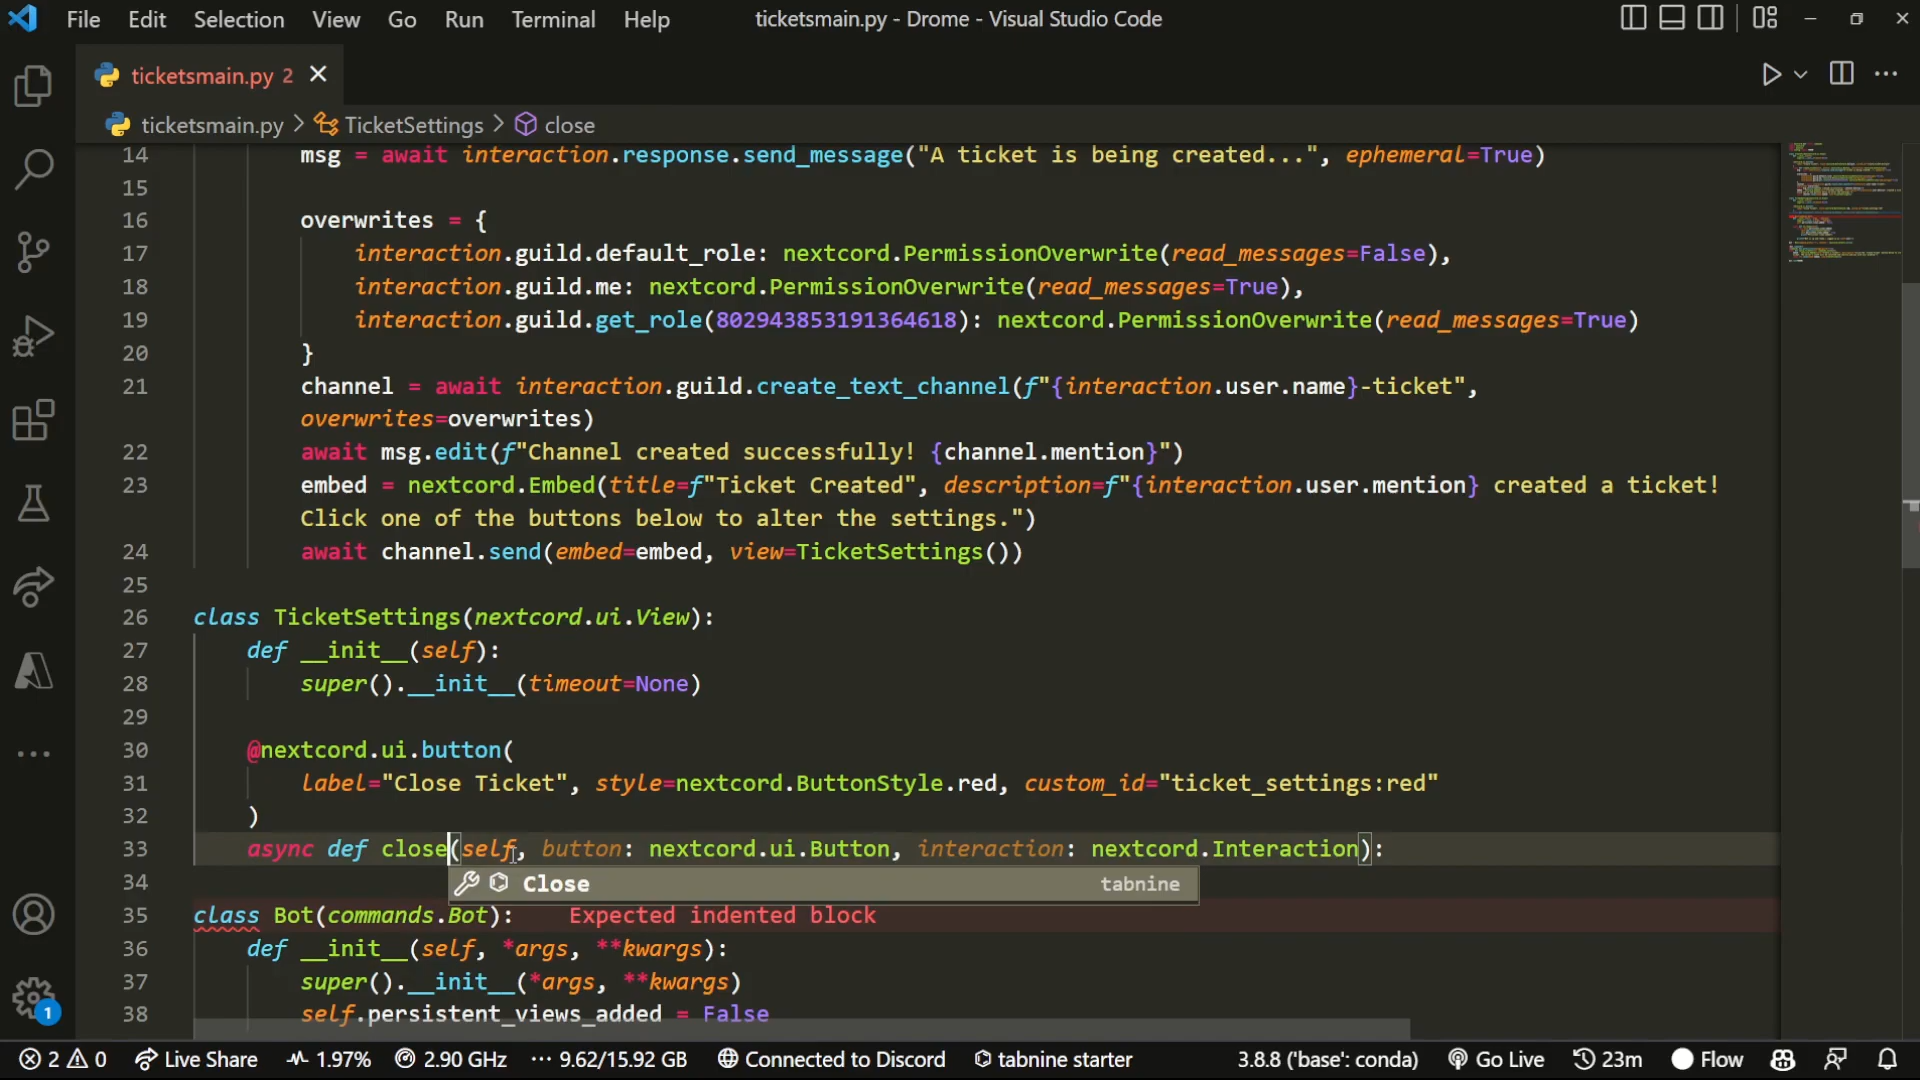 File Edit Selection View Go Run Terminal Help ticketsmain.py - Drome - Visual Studio Code
ticketsmain.py 2
ticketsmain.py > TicketSettings > close
14 msg = await interaction.response.send_message("A ticket is being created...", ephemeral=True)
15
16 overwrites = {
17 interaction.guild.default_role: nextcord.PermissionOverwrite(read_messages=False),
18 interaction.guild.me: nextcord.PermissionOverwrite(read_messages=True),
19 interaction.guild.get_role(802943853191364618): nextcord.PermissionOverwrite(read_messages=True)
20 }
21 channel = await interaction.guild.create_text_channel(f"{interaction.user.name}-ticket",
overwrites=overwrites)
22 await msg.edit(f"Channel created successfully! {channel.mention}")
23 embed = nextcord.Embed(title=f"Ticket Created", description=f"{interaction.user.mention} created a ticket!
Click one of the buttons below to alter the settings.")
24 await channel.send(embed=embed, view=TicketSettings())
25
26 class TicketSettings(nextcord.ui.View):
27 def __init__(self):
28 super().__init__(timeout=None)
29
30 @nextcord.ui.button(
31 label="Close Ticket", style=nextcord.ButtonStyle.red, custom_id="ticket_settings:red"
32 )
33 async def close(self, button: nextcord.ui.Button, interaction: nextcord.Interaction):
34 Close tabnine
35 class Bot(commands.Bot): Expected indented block
36 def __init__(self, *args, **kwargs):
37 super().__init__(*args, **kwargs)
38 self.persistent_views_added = False
2 0 Live Share 1.97% 2.90 GHz 9.62/15.92 GB Connected to Discord tabnine starter 3.8.8 ('base': conda) Go Live 23m Flow
1